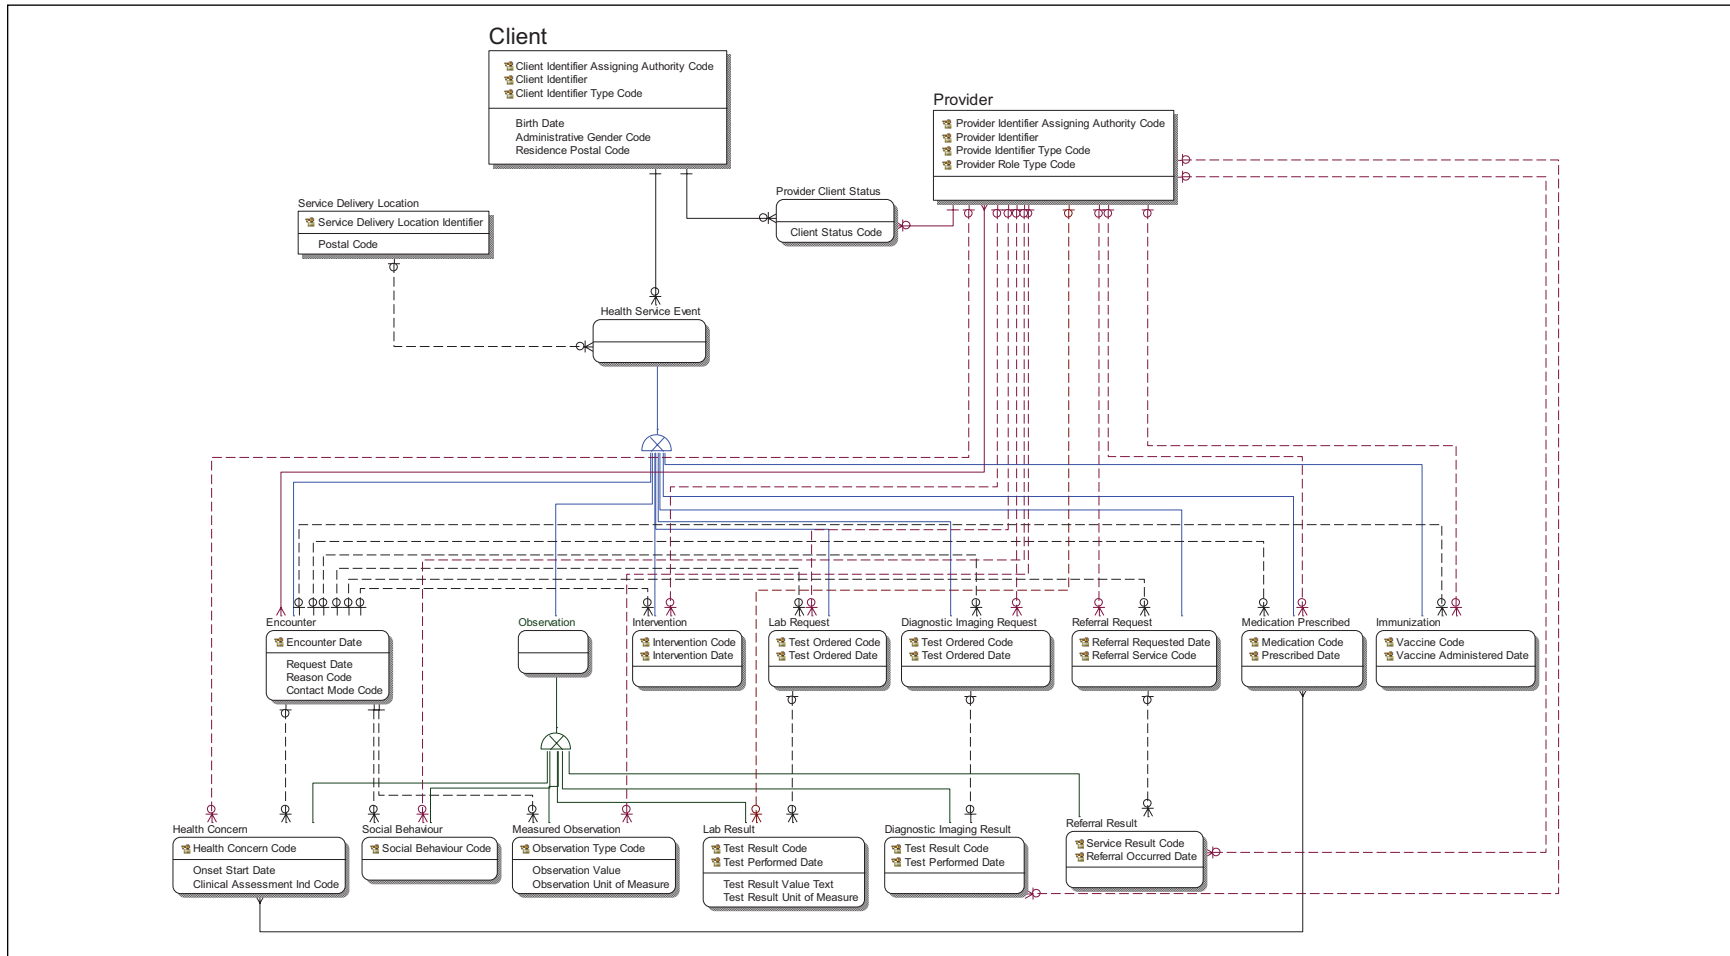 Client
Client Identifier Assigning Authority Code
Client Identifier
Client Identifier Type Code
Birth Date
Administrative Gender Code
Residence Postal Code
Provider
Provider Identifier Assigning Authority Code
Provider Identifier
Provide Identifier Type Code
Provider Role Type Code
Provider Client Status
Client Status Code
Service Delivery Location
Service Delivery Location Identifier
Postal Code
Health Service Event
Encounter
Encounter Date
Request Date
Reason Code
Contact Mode Code
Observation
Intervention
Intervention Code
Intervention Date
Lab Request
Test Ordered Code
Test Ordered Date
Diagnostic Imaging Request
Test Ordered Code
Test Ordered Date
Referral Request
Referral Requested Date
Referral Service Code
Medication Prescribed
Medication Code
Prescribed Date
Immunization
Vaccine Code
Vaccine Administered Date
Health Concern
Health Concern Code
Onset Start Date
Clinical Assessment Ind Code
Social Behaviour
Social Behaviour Code
Measured Observation
Observation Type Code
Observation Value
Observation Unit of Measure
Lab Result
Test Result Code
Test Performed Date
Test Result Value Text
Test Result Unit of Measure
Diagnostic Imaging Result
Test Result Code
Test Performed Date
Referral Result
Service Result Code
Referral Occurred Date